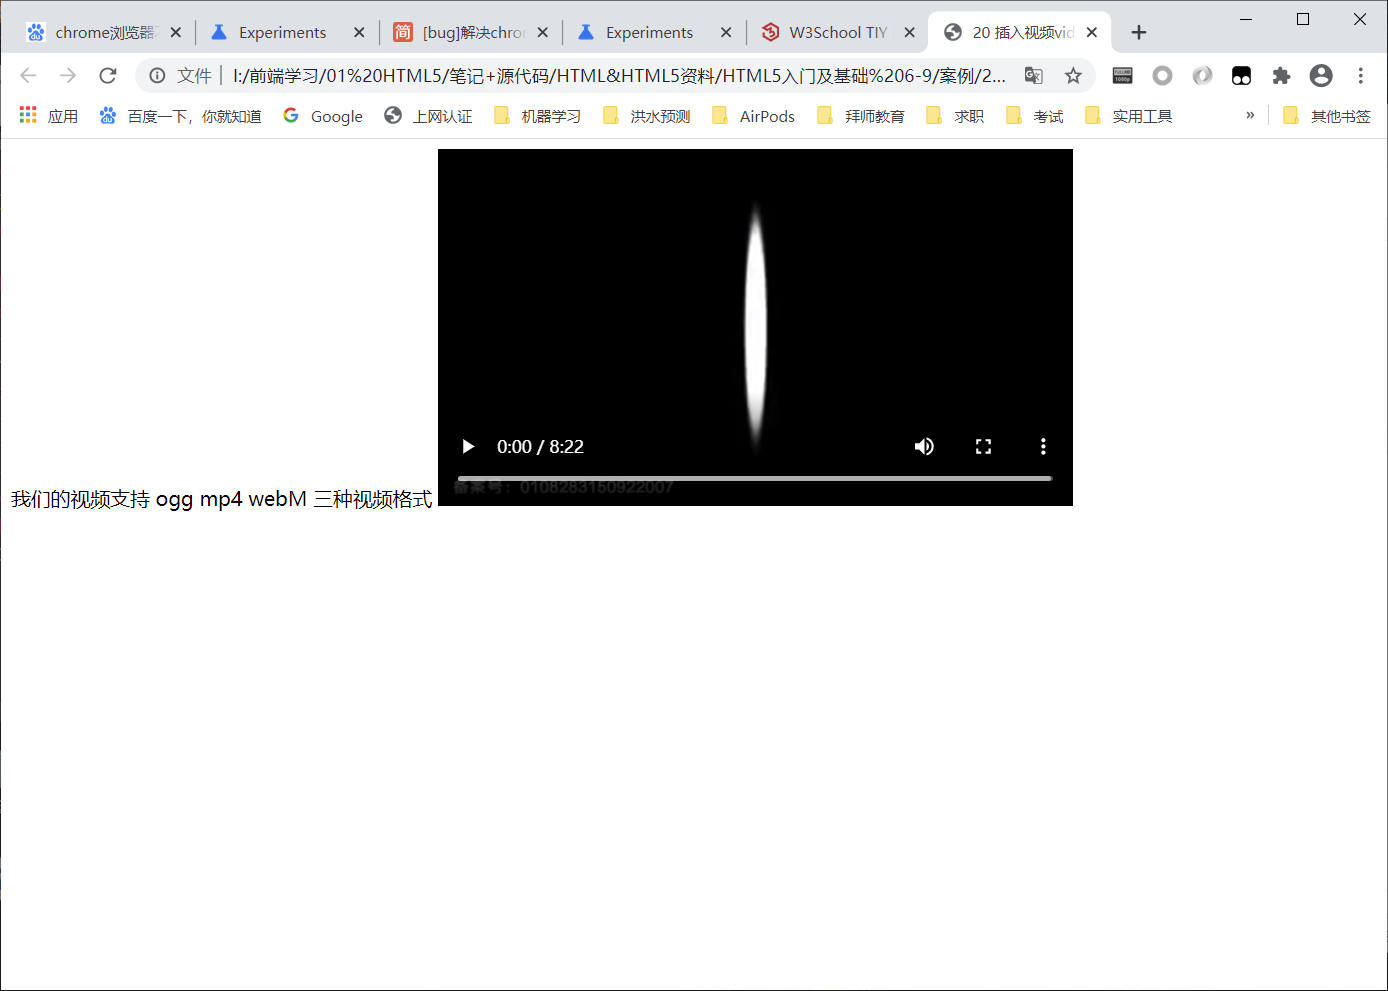 chrome浏览器
Experiments
[bug]解决chron
Experiments
W3School TIY
20 插入视频vid
文件 I:/前端学习/01%20HTML5/笔记+源代码/HTML&HTML5资料/HTML5入门及基础%206-9/案例/2...
应用 百度一下，你就知道 Google 上网认证 机器学习 洪水预测 AirPods 拜师教育 求职 考试 实用工具 » 其他书签
0:00 / 8:22
备案号：0108283150922007
我们的视频支持 ogg mp4 webM 三种视频格式